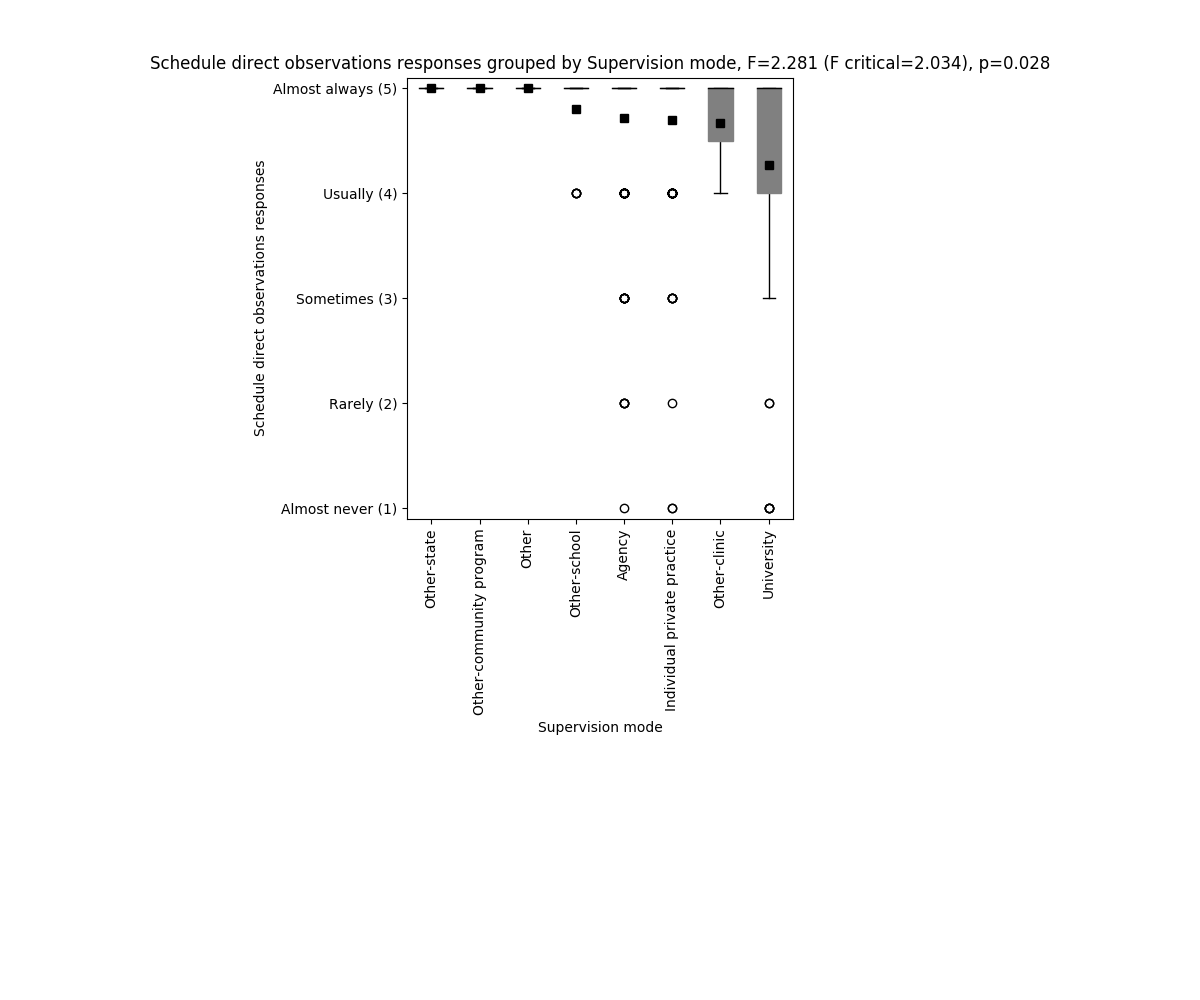 Schedule direct observations responses grouped by Supervision mode, F=2.281 (F critical=2.034), p=0.028
Schedule direct observations responses
Almost always (5)
Usually (4)
Sometimes (3)
Rarely (2)
Almost never (1)
Other-state
Other-community program
Other
Other-school
Agency
Individual private practice
Other-clinic
University
Supervision mode